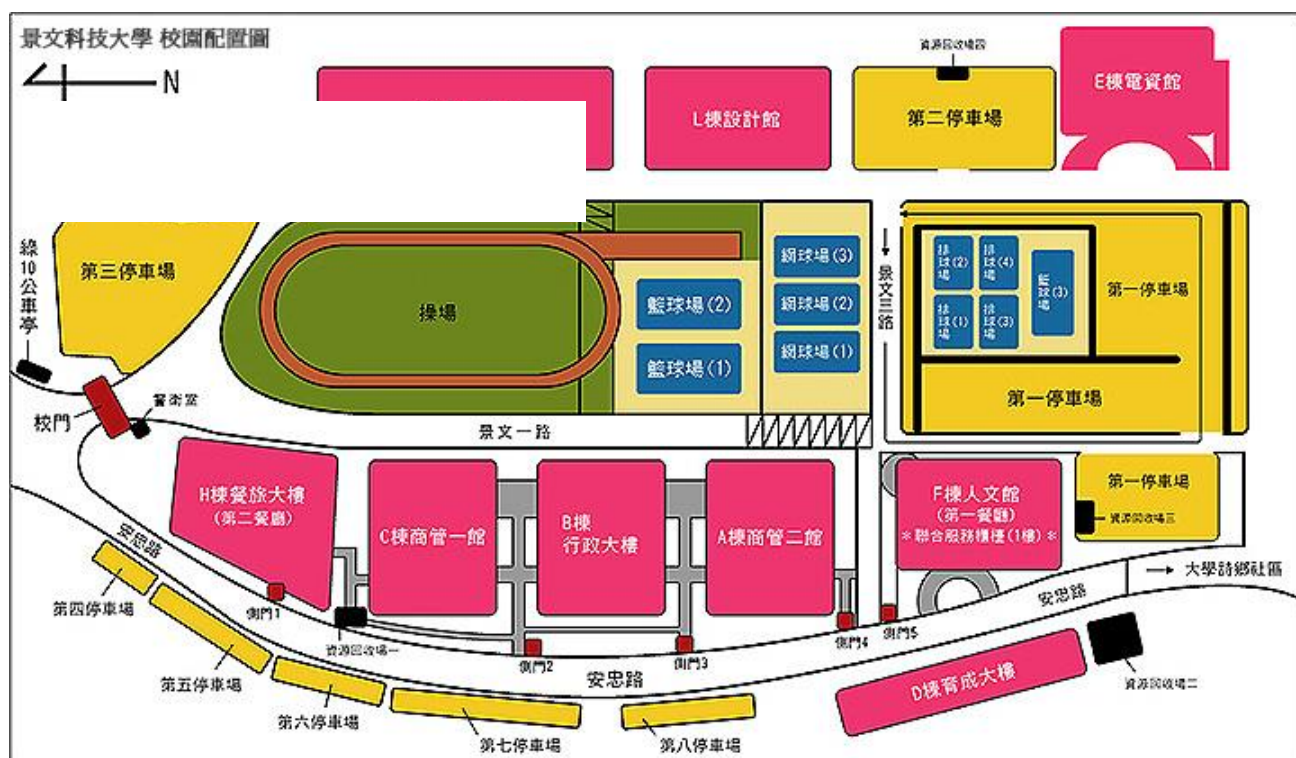 景文科技大學 校園配置圖
N
資源回收場四
E棟電資館
L棟設計館
第二停車場
綠10公車亭
第三停車場
操場
籃球場(2)
籃球場(1)
網球場(3)
網球場(2)
網球場(1)
→景文三路
排球場(2)
排球場(4)
籃球場(3)
排球場(1)
排球場(3)
第一停車場
第一停車場
校門
警衛室
景文一路
H棟餐旅大樓
(第二餐廳)
C棟商管一館
B棟
行政大樓
A棟商管二館
F棟人文館
(第一餐廳)
*聯合服務櫃檯(1樓)*
第一停車場
資源回收場三
→ 大學詩鄉社區
安忠路
安忠路
安忠路
側門1
資源回收場一
側門2
側門3
側門4
側門5
第四停車場
第五停車場
第六停車場
第七停車場
第八停車場
D棟育成大樓
資源回收場二